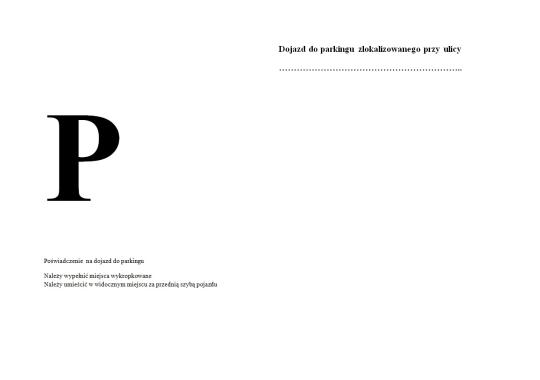 Dojazd do parkingu zlokalizowanego przy ulicy
…………………………………………………………..
P
Poświadczenie na dojazd do parkingu
Należy wypełnić miejsca wykropkowane
Należy umieścić w widocznym miejscu za przednią szybą pojazdu